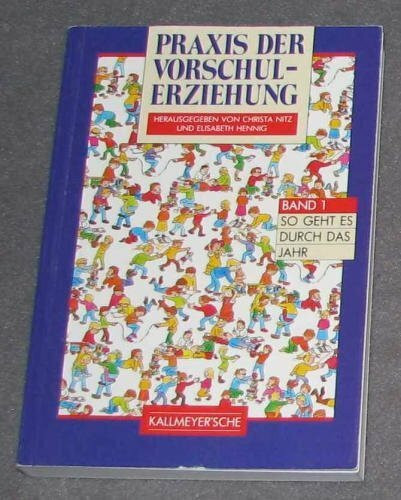 PRAXIS DER
VORSCHUL-
ERZIEHUNG
HERAUSGEGEBEN VON CHRISTA NITZ
UND ELISABETH HENNIG
BAND 1
SO GEHT ES
DURCH DAS
JAHR
KALLMEYER'SCHE